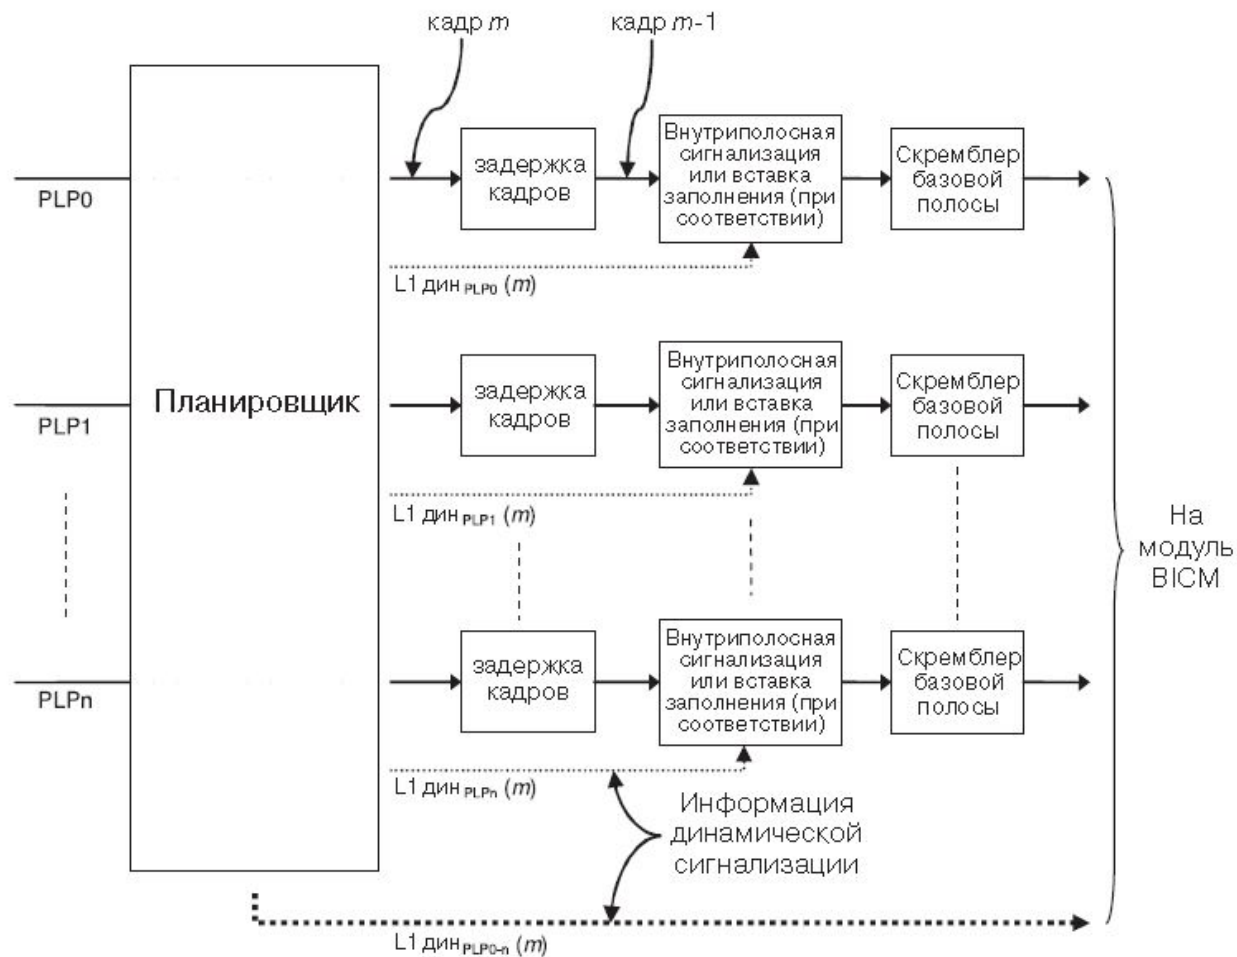 кадр m
кадр m-1
PLP0
задержка
кадров
Внутриполосная
сигнализация
или вставка
заполнения (при
соответствии)
Скремблер
базовой
полосы
L1 дин PLP0 (m)
Планировщик
PLP1
задержка
кадров
Внутриполосная
сигнализация
или вставка
заполнения (при
соответствии)
Скремблер
базовой
полосы
L1 дин PLP1 (m)
На
модуль
BICM
PLPn
задержка
кадров
Внутриполосная
сигнализация
или вставка
заполнения (при
соответствии)
Скремблер
базовой
полосы
L1 дин PLPn (m)
Информация
динамической
сигнализации
L1 дин PLP0-n (m)